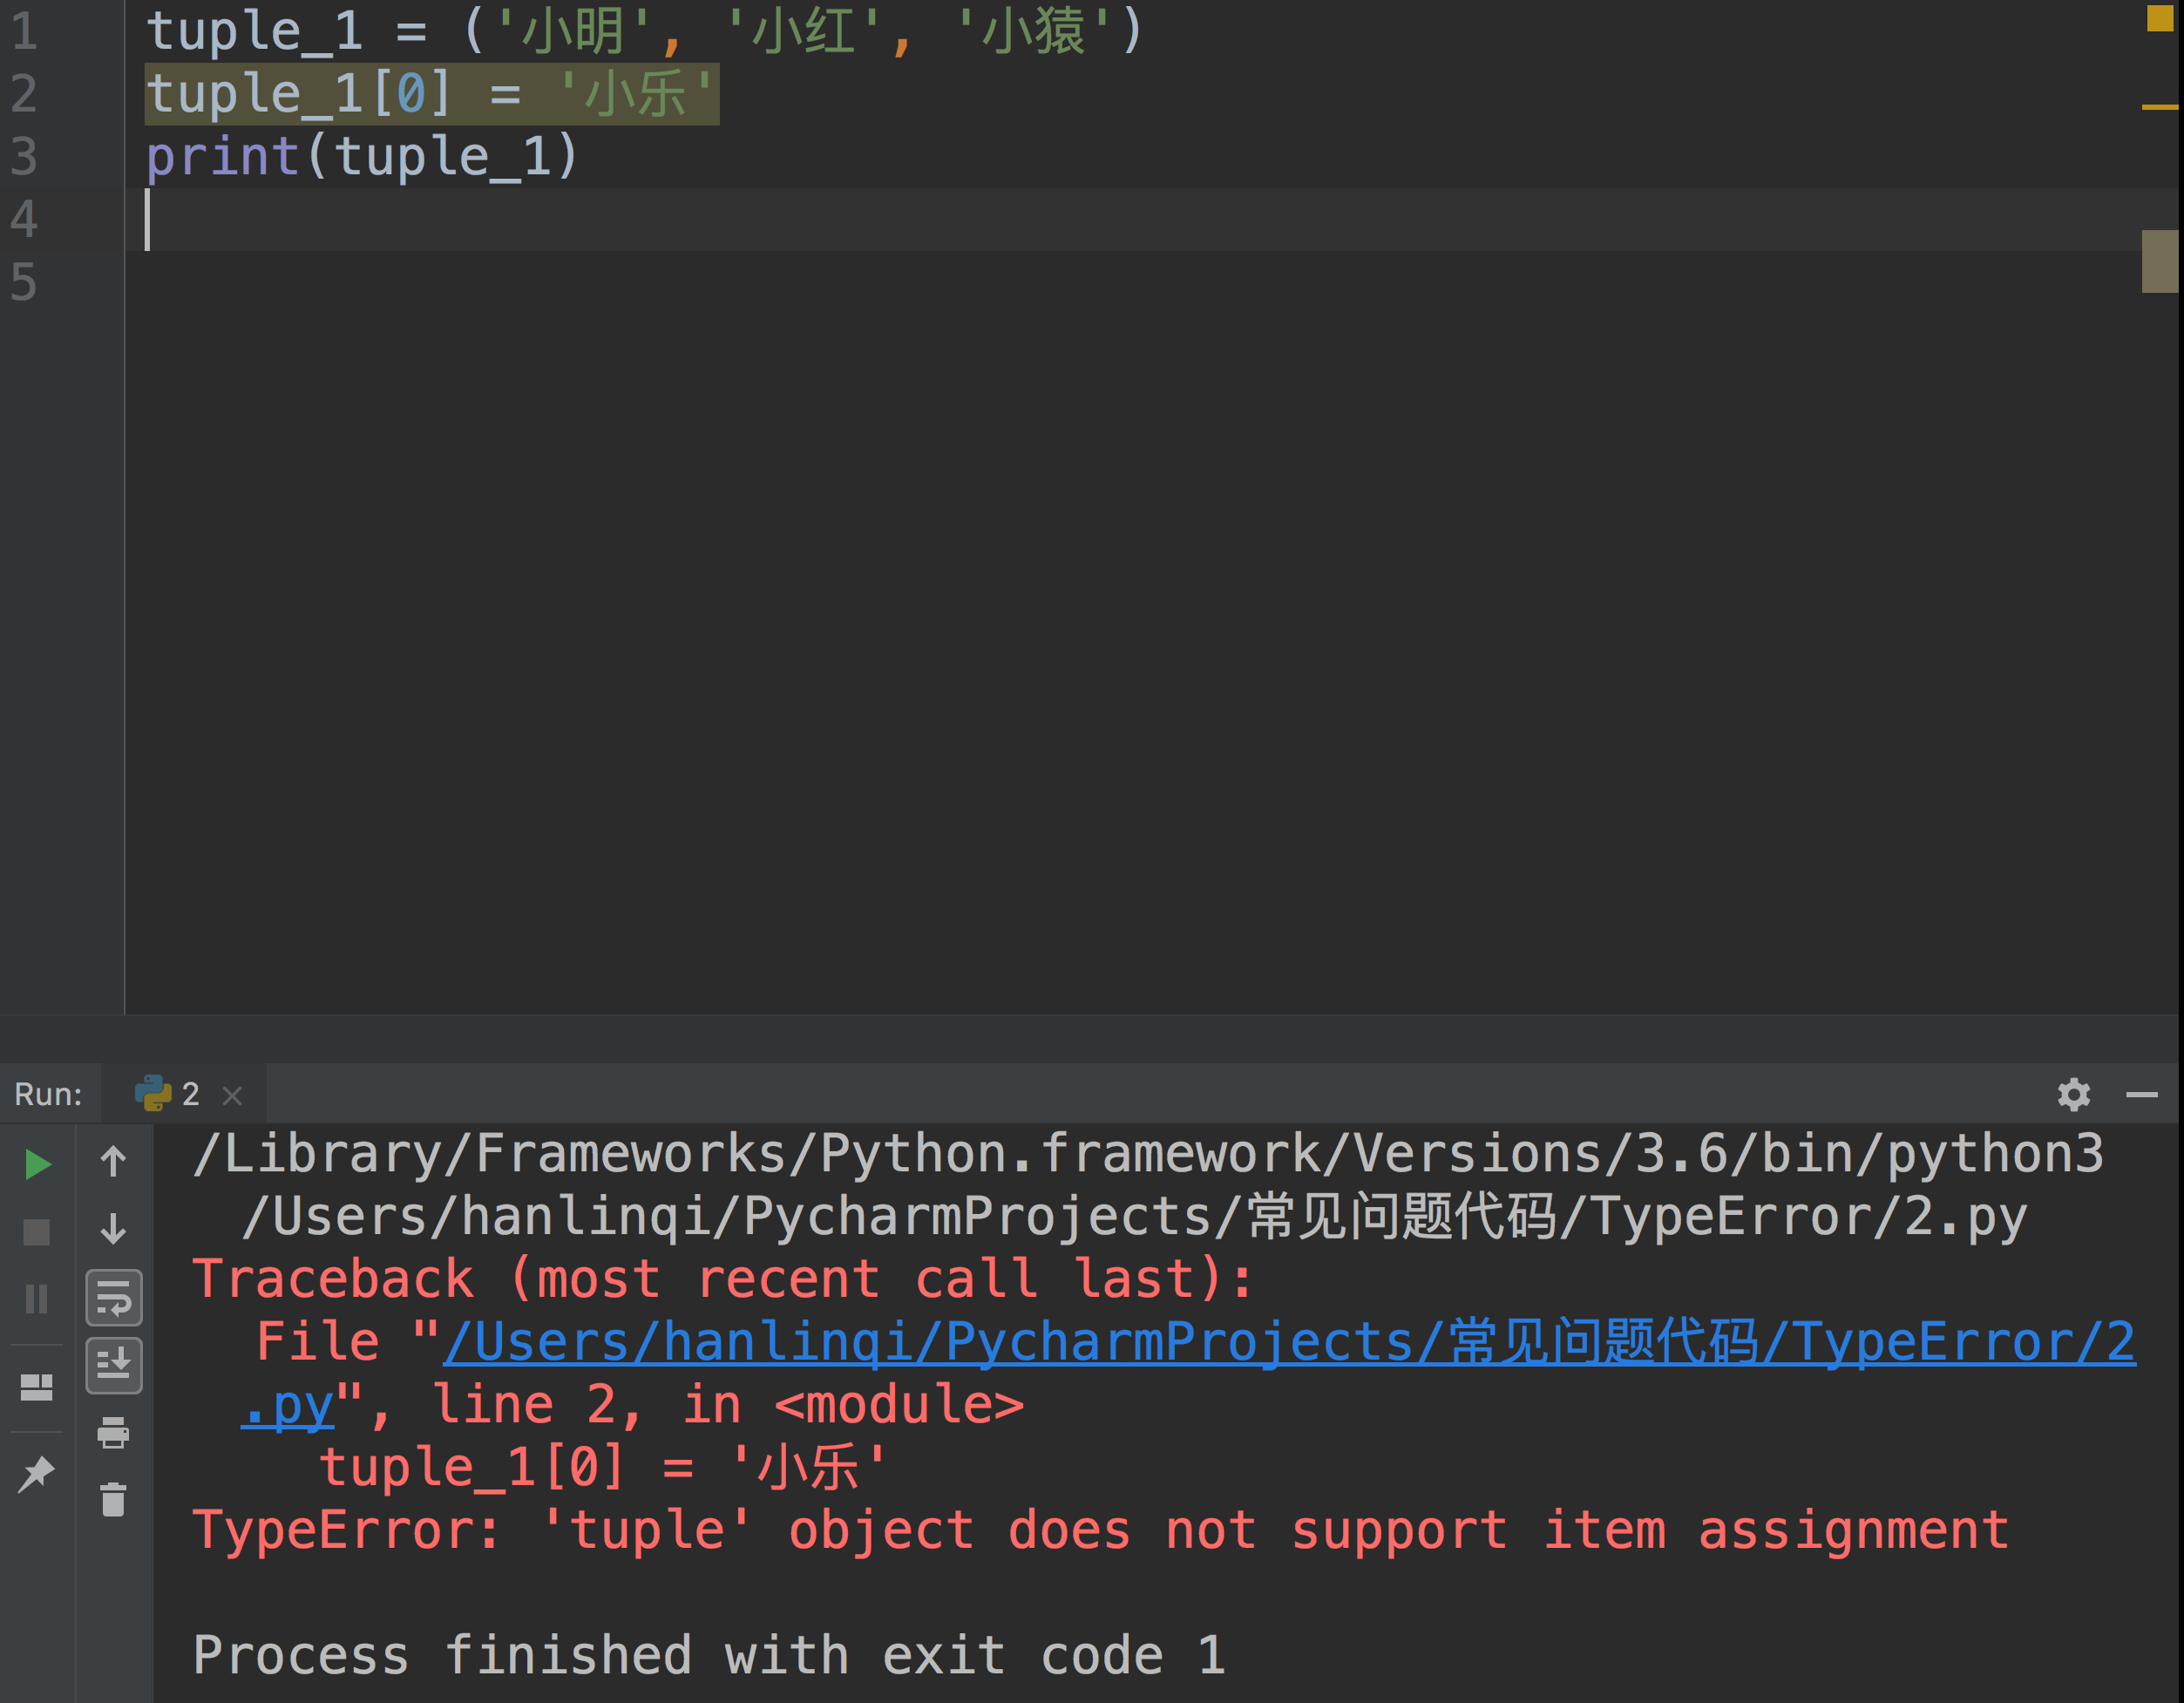 1 tuple_1 = ('小明', '小红', '小猿')
2 tuple_1[0] = '小乐'
3 print(tuple_1)
4
5
Run: 2
/Library/Frameworks/Python.framework/Versions/3.6/bin/python3
/Users/hanlinqi/PycharmProjects/常见问题代码/TypeError/2.py
Traceback (most recent call last):
File "/Users/hanlinqi/PycharmProjects/常见问题代码/TypeError/2
.py", line 2, in <module>
tuple_1[0] = '小乐'
TypeError: 'tuple' object does not support item assignment
Process finished with exit code 1